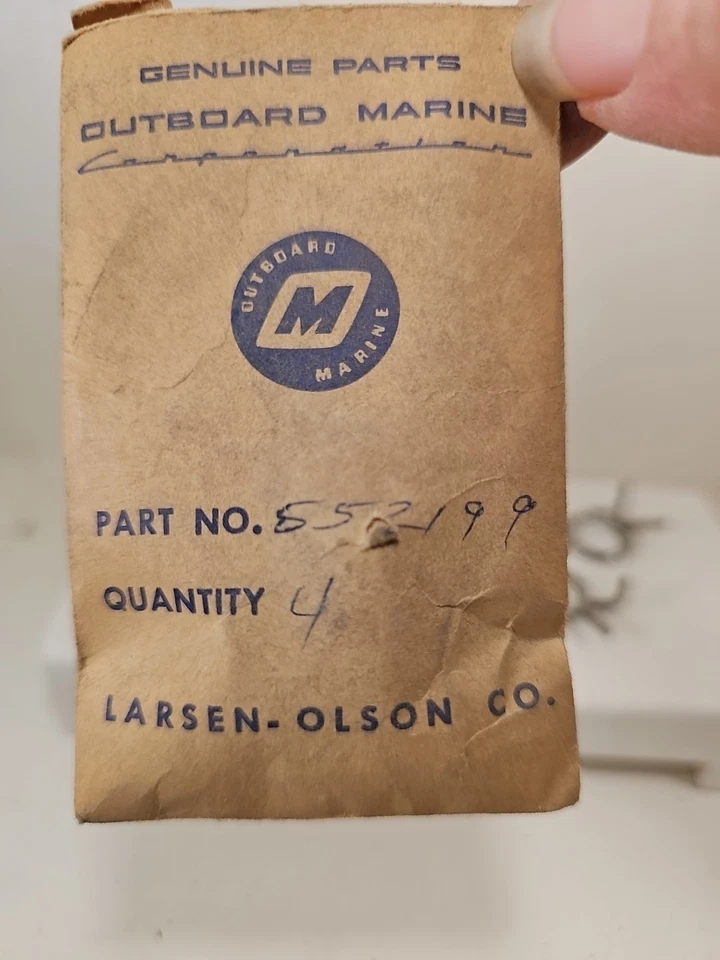 GENUINE PARTS
OUTBOARD MARINE
Corporation
OUTBOARD
M
MARINE
PART NO. 552199
QUANTITY 4
LARSEN-OLSON CO.